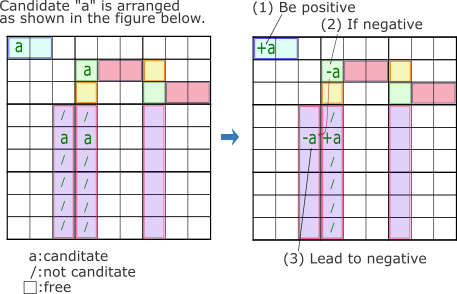 Candidate "a" is arranged
as shown in the figure below.
(1) Be positive
(2) If negative
a
+a
a
-a
/ /
/
a a
-a +a
/ /
/
/ /
/
/ /
/
/ /
/
(3) Lead to negative
a:canditate
/:not canditate
□:free